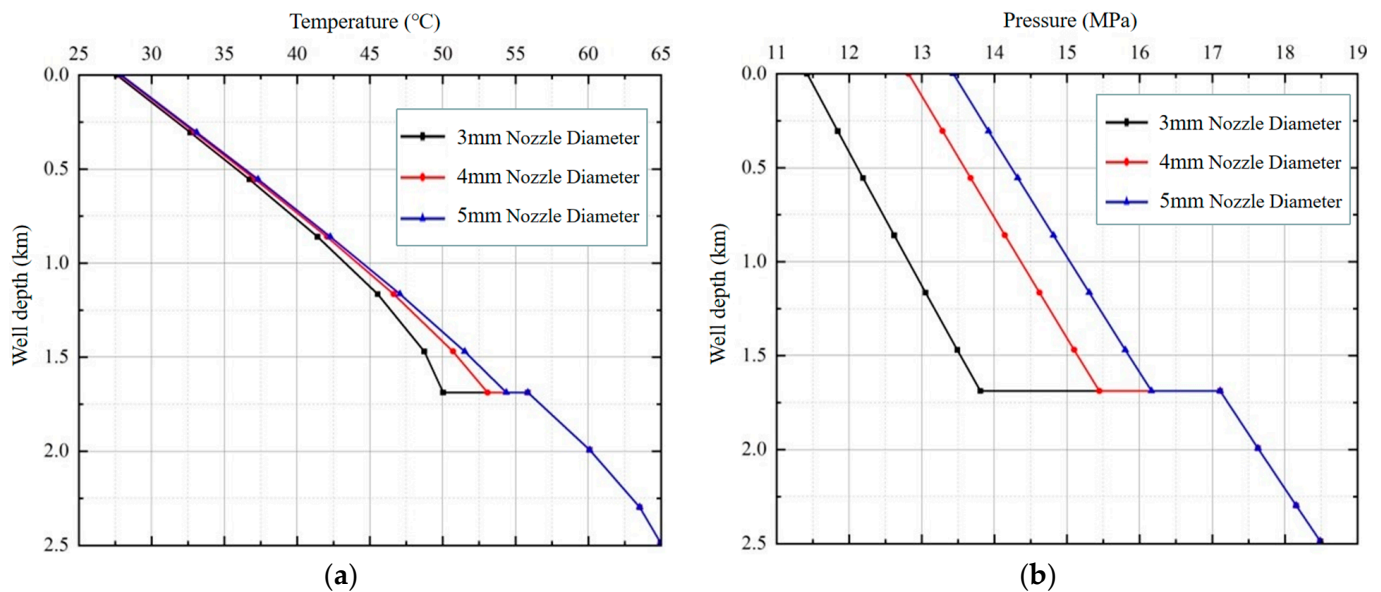 Temperature (°C)
25 30 35 40 45 50 55 60 65
0.0
0.5
1.0
1.5
2.0
2.5
Well depth (km)
3mm Nozzle Diameter
4mm Nozzle Diameter
5mm Nozzle Diameter
(a)
Pressure (MPa)
11 12 13 14 15 16 17 18 19
0.0
0.5
1.0
1.5
2.0
2.5
Well depth (km)
3mm Nozzle Diameter
4mm Nozzle Diameter
5mm Nozzle Diameter
(b)